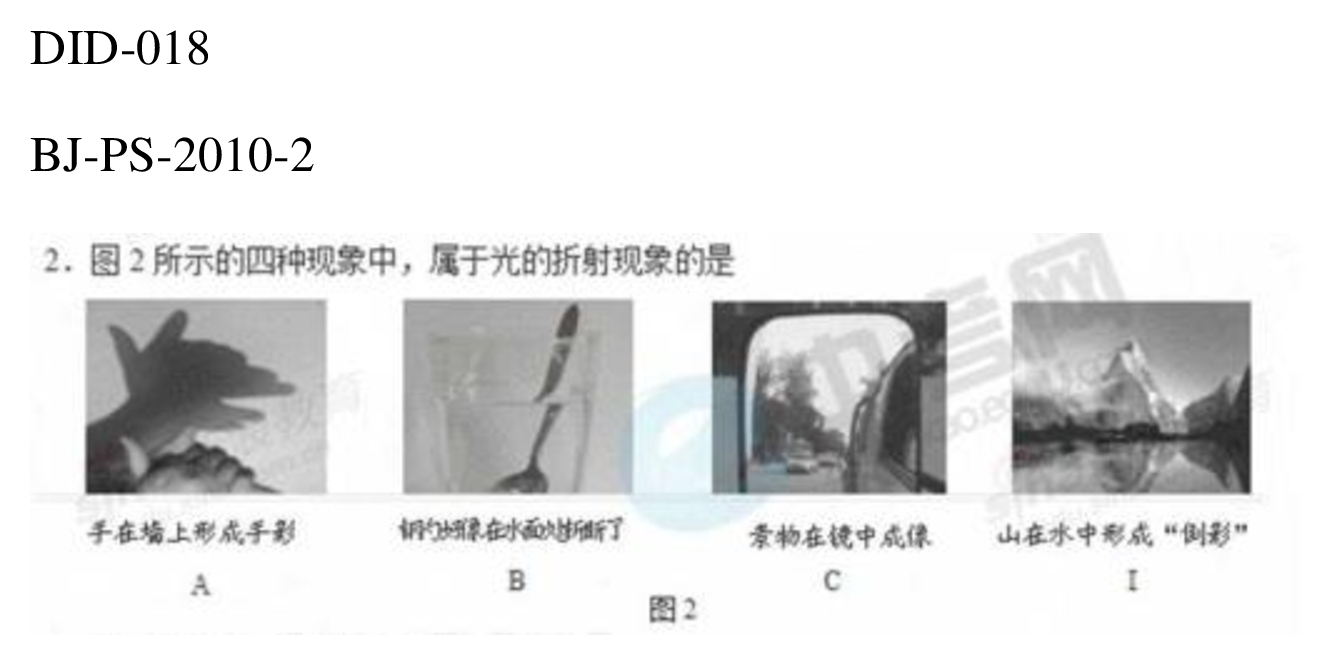 DID-018
BJ-PS-2010-2
2. 图 2 所示的四种现象中，属于光的折射现象的是
手在墙上形成手影
钢勺好像在水面处折断了
景物在镜中成像
山在水中形成“倒影”
A
B
C
I
图 2